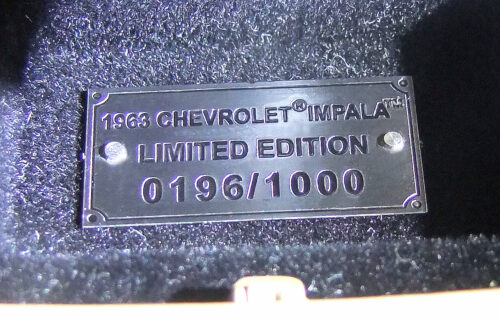 1963 CHEVROLET® IMPALA™
LIMITED EDITION
0196/1000